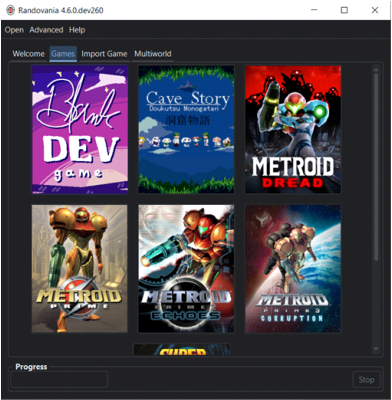 Randovania 4.6.0.dev260
Open Advanced Help
Welcome Games Import Game Multiworld
Blank
DEV
game
Cave Story
Doukutsu Monogatari
洞窟物語
METROID
DREAD
METROID
PRIME
METROID
PRIME
ECHOES
METROID
PRIME 3
CORRUPTION
SUPER
Progress
Stop